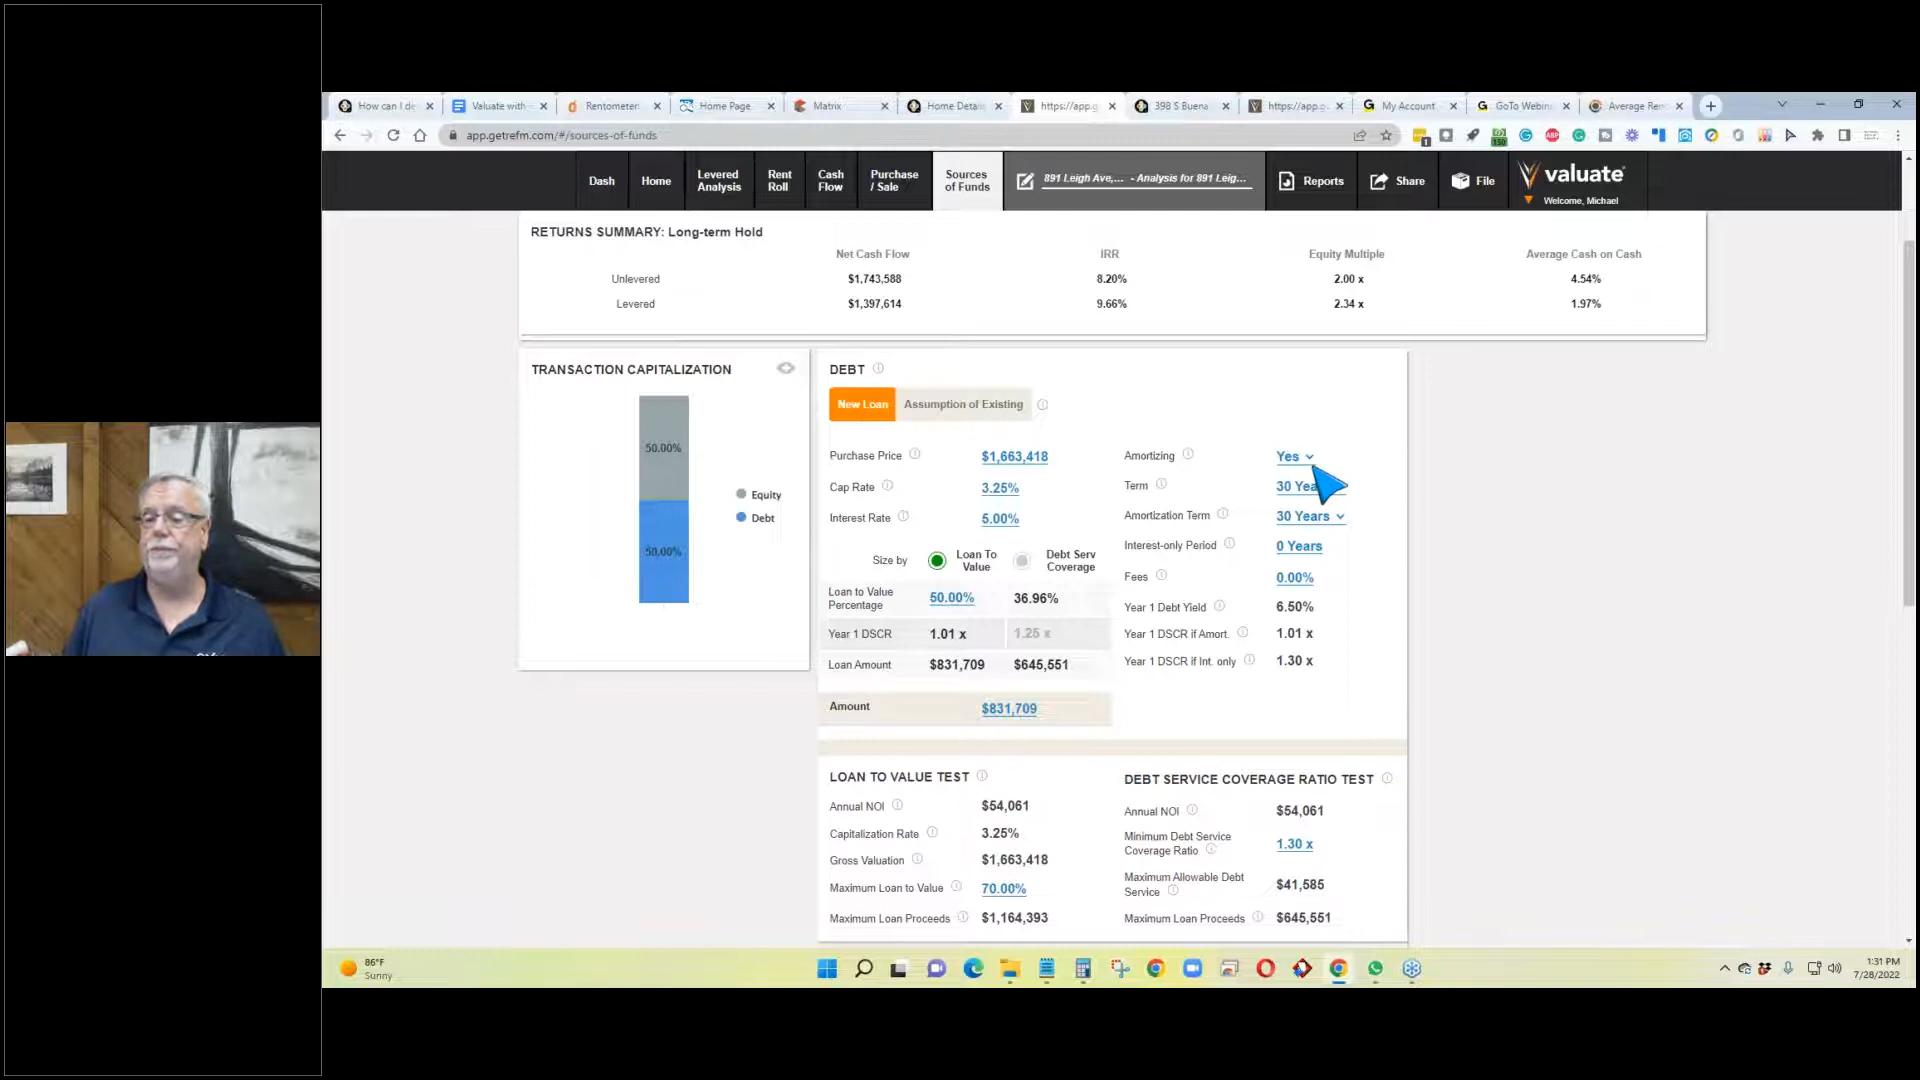 How can I de
Valuate with
Rentometer
Home Page
Matrix
Home Details
https://app.g
398 S Buena
https://app.g
My Account
GoTo Webin
Average Ren
app.getrefm.com/#/sources-of-funds
Dash
Home
Levered Analysis
Rent Roll
Cash Flow
Purchase / Sale
Sources of Funds
891 Leigh Ave,... - Analysis for 891 Leig...
Reports
Share
File
valuate
Welcome, Michael
RETURNS SUMMARY: Long-term Hold
Net Cash Flow IRR Equity Multiple Average Cash on Cash
Unlevered $1,743,588 8.20% 2.00 x 4.54%
Levered $1,397,614 9.66% 2.34 x 1.97%
TRANSACTION CAPITALIZATION
50.00%
50.00%
Equity
Debt
DEBT
New Loan Assumption of Existing
Purchase Price $1,663,418
Cap Rate 3.25%
Interest Rate 5.00%
Size by Loan To Value Debt Serv Coverage
Loan to Value Percentage 50.00% 36.96%
Year 1 DSCR 1.01 x 1.25 x
Loan Amount $831,709 $645,551
Amount $831,709
Amortizing Yes
Term 30 Yea
Amortization Term 30 Years
Interest-only Period 0 Years
Fees 0.00%
Year 1 Debt Yield 6.50%
Year 1 DSCR if Amort. 1.01 x
Year 1 DSCR if Int. only 1.30 x
LOAN TO VALUE TEST
Annual NOI $54,061
Capitalization Rate 3.25%
Gross Valuation $1,663,418
Maximum Loan to Value 70.00%
Maximum Loan Proceeds $1,164,393
DEBT SERVICE COVERAGE RATIO TEST
Annual NOI $54,061
Minimum Debt Service Coverage Ratio 1.30 x
Maximum Allowable Debt Service $41,585
Maximum Loan Proceeds $645,551
86°F
Sunny
1:31 PM
7/28/2022